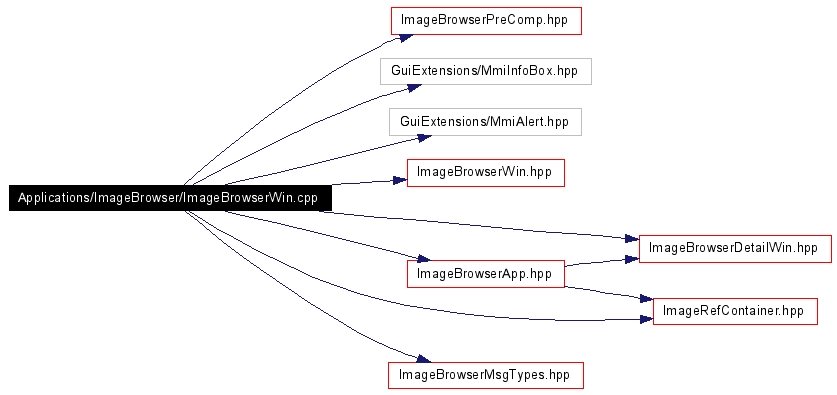 ImageBrowserPreComp.hpp
GuiExtensions/MmiInfoBox.hpp
GuiExtensions/MmiAlert.hpp
ImageBrowserWin.hpp
Applications/ImageBrowser/ImageBrowserWin.cpp
ImageBrowserDetailWin.hpp
ImageBrowserApp.hpp
ImageRefContainer.hpp
ImageBrowserMsgTypes.hpp